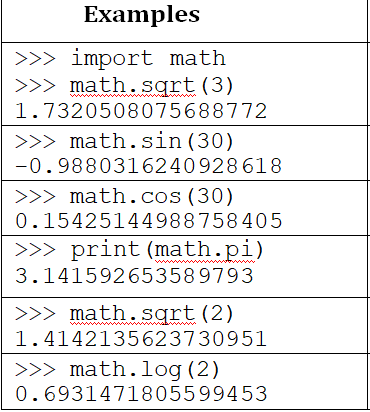 Examples
>>> import math
>>> math.sqrt(3)
1.7320508075688772
>>> math.sin(30)
-0.9880316240928618
>>> math.cos(30)
0.15425144988758405
>>> print(math.pi)
3.141592653589793
>>> math.sqrt(2)
1.4142135623730951
>>> math.log(2)
0.6931471805599453